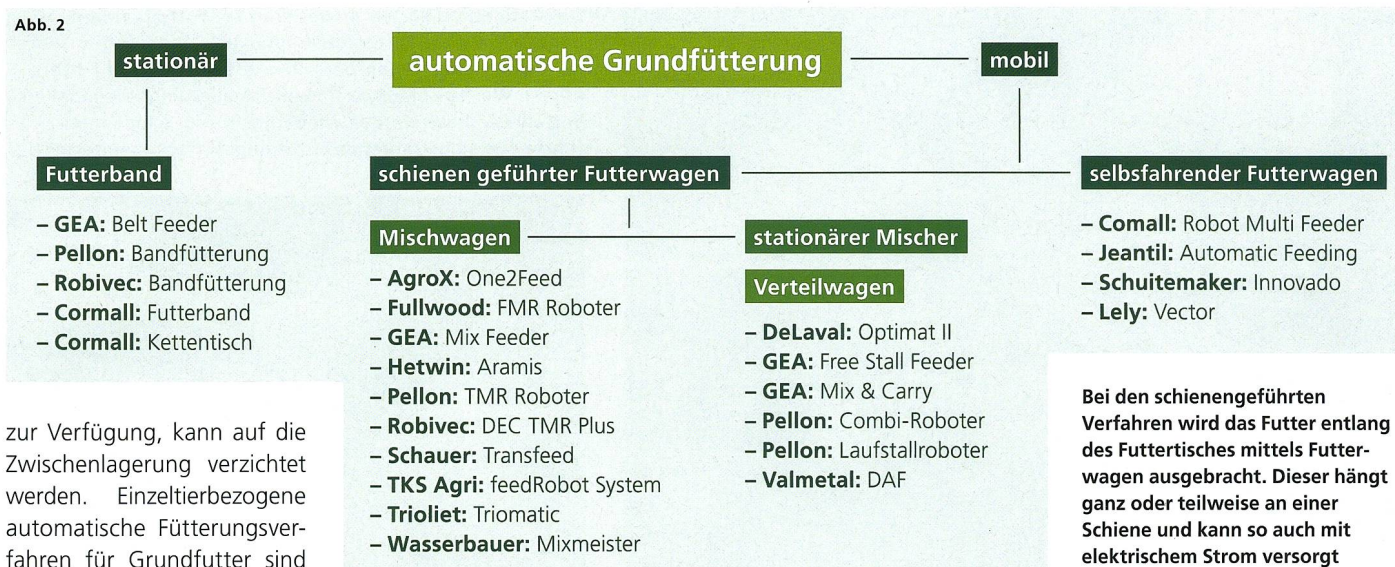 Abb. 2
stationär
automatische Grundfütterung
mobil
Futterband
– GEA: Belt Feeder
– Pellon: Bandfütterung
– Robivec: Bandfütterung
– Cormall: Futterband
– Cormall: Kettentisch
schienen geführter Futterwagen
Mischwagen
– AgroX: One2Feed
– Fullwood: FMR Roboter
– GEA: Mix Feeder
– Hetwin: Aramis
– Pellon: TMR Roboter
– Robivec: DEC TMR Plus
– Schauer: Transfeed
– TKS Agri: feedRobot System
– Trioliet: Triomatic
– Wasserbauer: Mixmeister
stationärer Mischer
Verteilwagen
– DeLaval: Optimat II
– GEA: Free Stall Feeder
– GEA: Mix & Carry
– Pellon: Combi-Roboter
– Pellon: Laufstallroboter
– Valmetal: DAF
selbsfahrender Futterwagen
– Comall: Robot Multi Feeder
– Jeantil: Automatic Feeding
– Schuitemaker: Innovado
– Lely: Vector
zur Verfügung, kann auf die
Zwischenlagerung verzichtet
werden. Einzeltierbezogene
automatische Fütterungsver-
fahren für Grundfutter sind
Bei den schienengeführten
Verfahren wird das Futter entlang
des Futtertisches mittels Futter-
wagen ausgebracht. Dieser hängt
ganz oder teilweise an einer
Schiene und kann so auch mit
elektrischem Strom versorgt